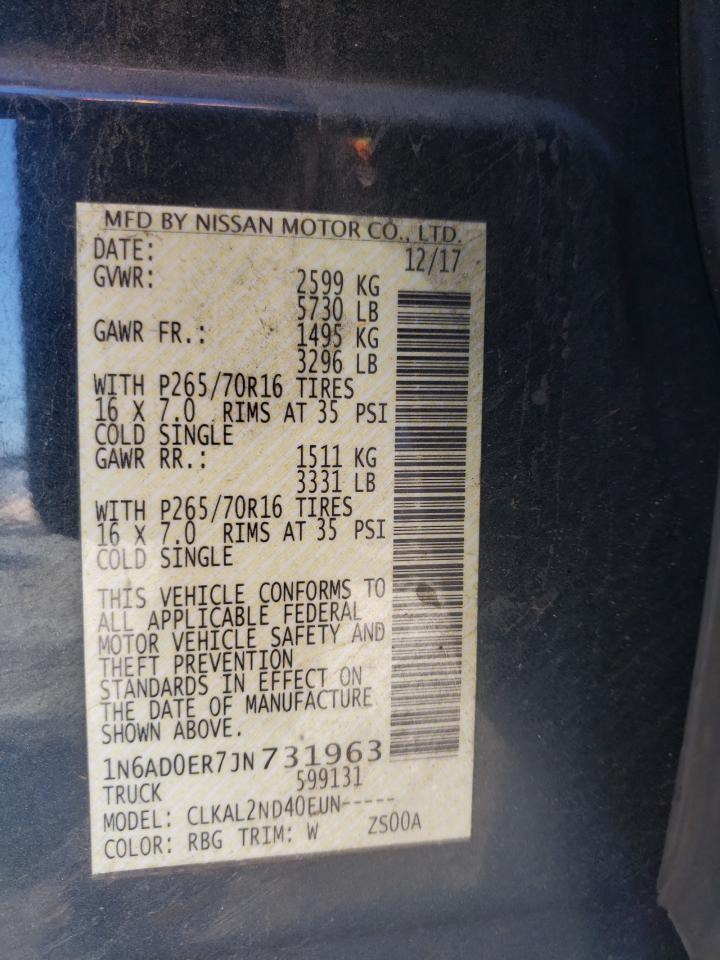 MFD BY NISSAN MOTOR CO., LTD.
DATE: 12/17
GVWR: 2599 KG
5730 LB
GAWR FR.: 1495 KG
3296 LB
WITH P265/70R16 TIRES
16 X 7.0 RIMS AT 35 PSI
COLD SINGLE
GAWR RR.: 1511 KG
3331 LB
WITH P265/70R16 TIRES
16 X 7.0 RIMS AT 35 PSI
COLD SINGLE
THIS VEHICLE CONFORMS TO
ALL APPLICABLE FEDERAL
MOTOR VEHICLE SAFETY AND
THEFT PREVENTION
STANDARDS IN EFFECT ON
THE DATE OF MANUFACTURE
SHOWN ABOVE.
1N6AD0ER7JN731963
TRUCK 599131
MODEL: CLKAL2ND40EUN-----
COLOR: RBG TRIM: W ZS00A